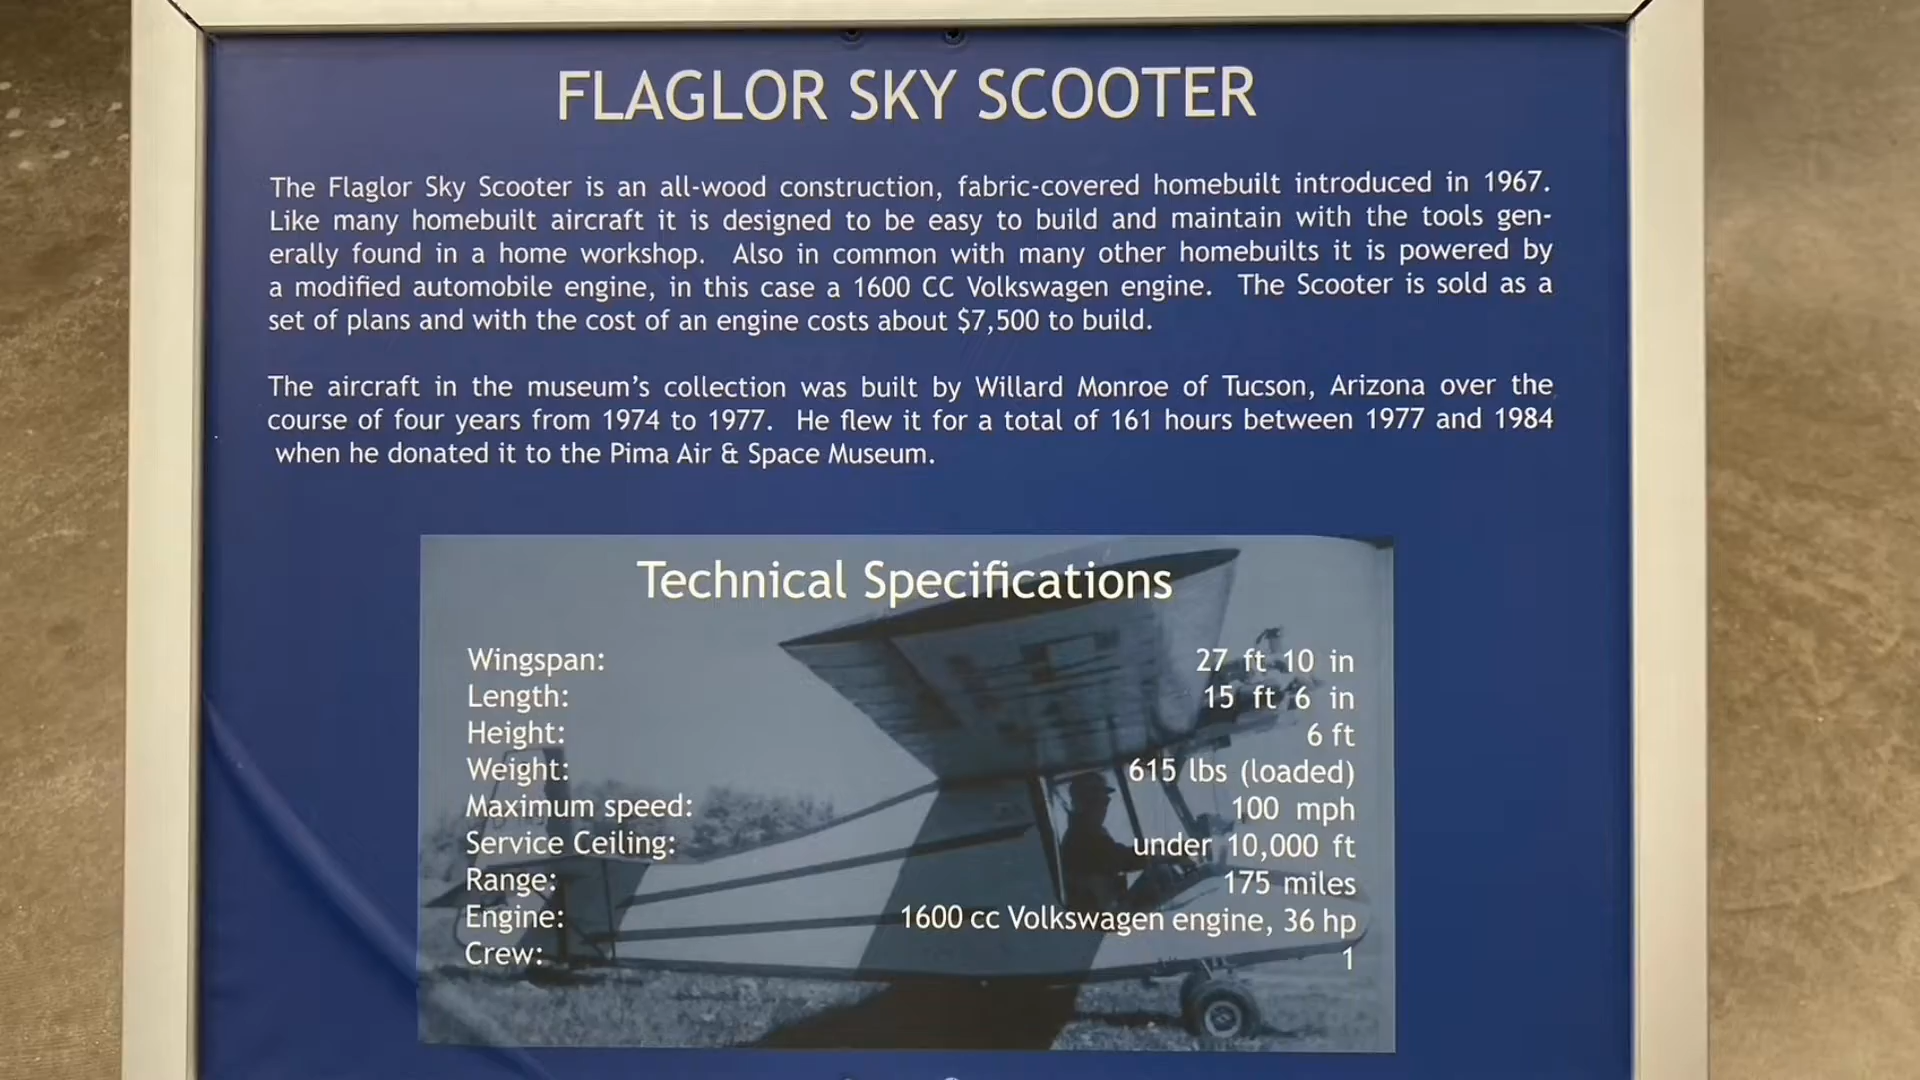 FLAGLOR SKY SCOOTER
The Flaglor Sky Scooter is an all-wood construction, fabric-covered homebuilt introduced in 1967.
Like many homebuilt aircraft it is designed to be easy to build and maintain with the tools gen-
erally found in a home workshop. Also in common with many other homebuilts it is powered by
a modified automobile engine, in this case a 1600 CC Volkswagen engine. The Scooter is sold as a
set of plans and with the cost of an engine costs about $7,500 to build.
The aircraft in the museum's collection was built by Willard Monroe of Tucson, Arizona over the
course of four years from 1974 to 1977. He flew it for a total of 161 hours between 1977 and 1984
when he donated it to the Pima Air & Space Museum.
Technical Specifications
Wingspan: 27 ft 10 in
Length: 15 ft 6 in
Height: 6 ft
Weight: 615 lbs (loaded)
Maximum speed: 100 mph
Service Ceiling: under 10,000 ft
Range: 175 miles
Engine: 1600 cc Volkswagen engine, 36 hp
Crew: 1